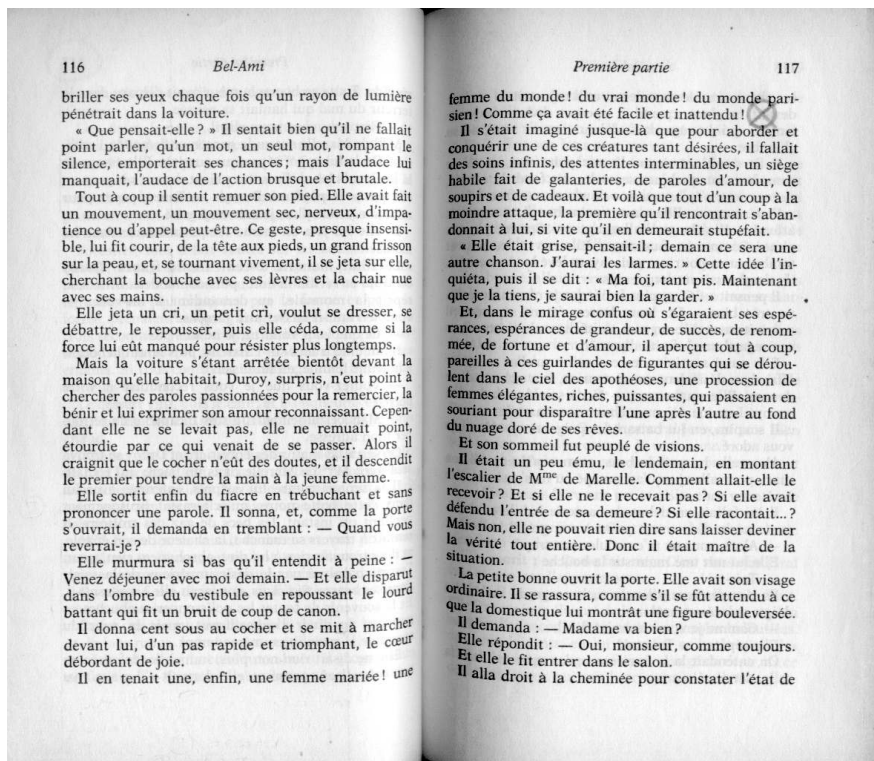 116
Bel-Ami
briller ses yeux chaque fois qu'un rayon de lumière
pénétrait dans la voiture.
« Que pensait-elle ? » Il sentait bien qu'il ne fallait
point parler, qu'un mot, un seul mot, rompant le
silence, emporterait ses chances ; mais l'audace lui
manquait, l'audace de l'action brusque et brutale.
Tout à coup il sentit remuer son pied. Elle avait fait
un mouvement, un mouvement sec, nerveux, d'impa-
tience ou d'appel peut-être. Ce geste, presque insensi-
ble, lui fit courir, de la tête aux pieds, un grand frisson
sur la peau, et, se tournant vivement, il se jeta sur elle,
cherchant la bouche avec ses lèvres et la chair nue
avec ses mains.
Elle jeta un cri, un petit cri, voulut se dresser, se
débattre, le repousser, puis elle céda, comme si la
force lui eût manqué pour résister plus longtemps.
Mais la voiture s'étant arrêtée bientôt devant la
maison qu'elle habitait, Duroy, surpris, n'eut point à
chercher des paroles passionnées pour la remercier, la
bénir et lui exprimer son amour reconnaissant. Cepen-
dant elle ne se levait pas, elle ne remuait point,
étourdie par ce qui venait de se passer. Alors il
craignit que le cocher n'eût des doutes, et il descendit
le premier pour tendre la main à la jeune femme.
Elle sortit enfin du fiacre en trébuchant et sans
prononcer une parole. Il sonna, et, comme la porte
s'ouvrait, il demanda en tremblant : — Quand vous
reverrai-je ?
Elle murmura si bas qu'il entendit à peine : —
Venez déjeuner avec moi demain. — Et elle disparut
dans l'ombre du vestibule en repoussant le lourd
battant qui fit un bruit de coup de canon.
Il donna cent sous au cocher et se mit à marcher
devant lui, d'un pas rapide et triomphant, le cœur
débordant de joie.
Il en tenait une, enfin, une femme mariée ! une
Première partie
117
femme du monde ! du vrai monde ! du monde pari-
sien ! Comme ça avait été facile et inattendu !
Il s'était imaginé jusque-là que pour aborder et
conquérir une de ces créatures tant désirées, il fallait
des soins infinis, des attentes interminables, un siège
habile fait de galanteries, de paroles d'amour, de
soupirs et de cadeaux. Et voilà que tout d'un coup à la
moindre attaque, la première qu'il rencontrait s'aban-
donnait à lui, si vite qu'il en demeurait stupéfait.
« Elle était grise, pensait-il ; demain ce sera une
autre chanson. J'aurai les larmes. » Cette idée l'in-
quiéta, puis il se dit : « Ma foi, tant pis. Maintenant
que je la tiens, je saurai bien la garder. »
Et, dans le mirage confus où s'égaraient ses espé-
rances, espérances de grandeur, de succès, de renom-
mée, de fortune et d'amour, il aperçut tout à coup,
pareilles à ces guirlandes de figurantes qui se dérou-
lent dans le ciel des apothéoses, une procession de
femmes élégantes, riches, puissantes, qui passaient en
souriant pour disparaître l'une après l'autre au fond
du nuage doré de ses rêves.
Et son sommeil fut peuplé de visions.
Il était un peu ému, le lendemain, en montant
l'escalier de Mme de Marelle. Comment allait-elle le
recevoir ? Et si elle ne le recevait pas ? Si elle avait
défendu l'entrée de sa demeure ? Si elle racontait... ?
Mais non, elle ne pouvait rien dire sans laisser deviner
la vérité tout entière. Donc il était maître de la
situation.
La petite bonne ouvrit la porte. Elle avait son visage
ordinaire. Il se rassura, comme s'il se fût attendu à ce
que la domestique lui montrât une figure bouleversée.
Il demanda : — Madame va bien ?
Elle répondit : — Oui, monsieur, comme toujours.
Et elle le fit entrer dans le salon.
Il alla droit à la cheminée pour constater l'état de